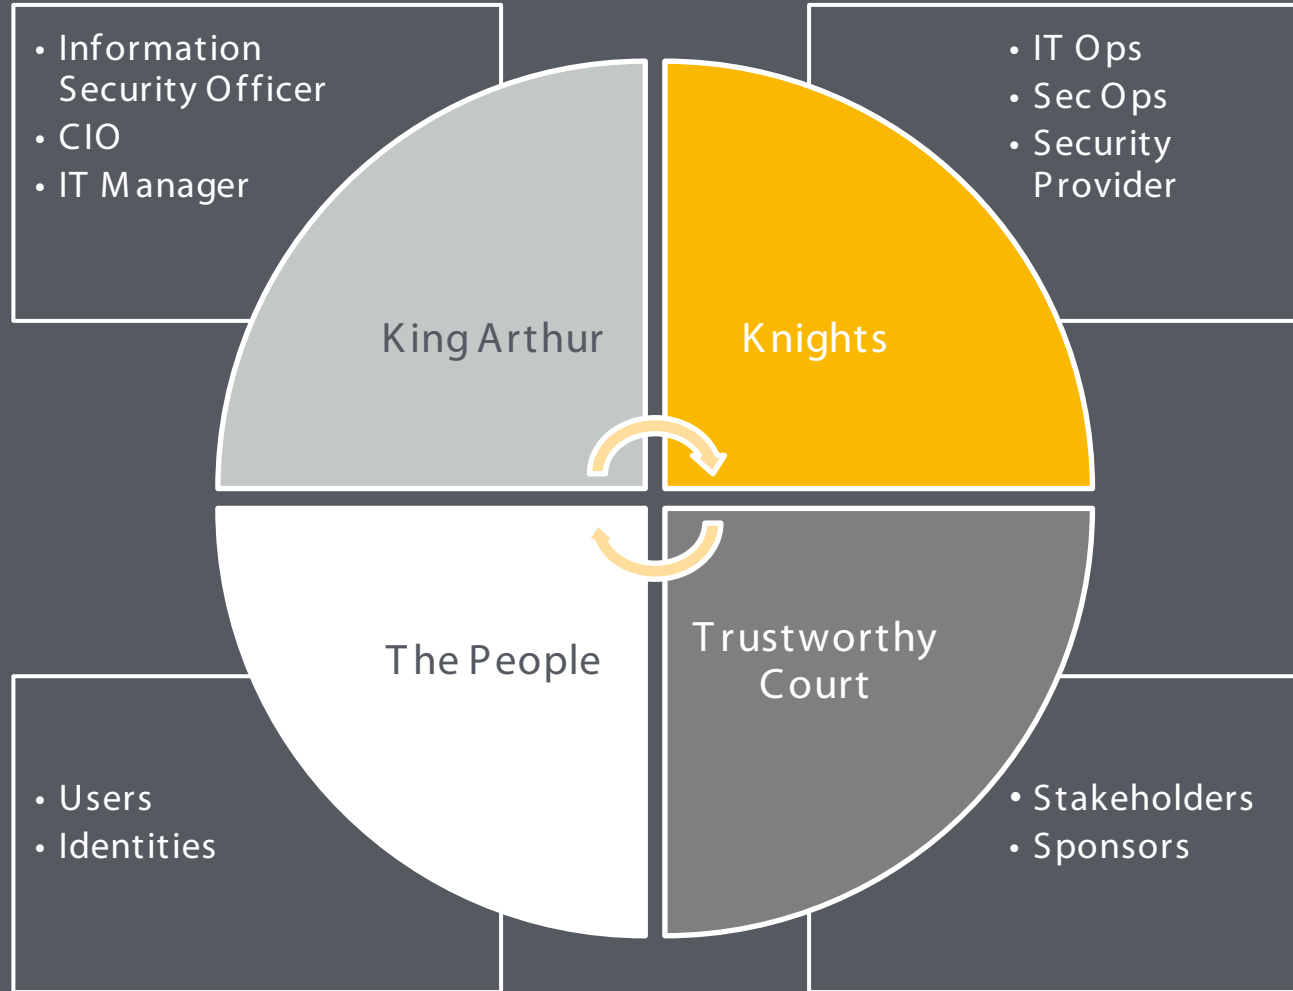 • Information
Security Officer
• CIO
• IT Manager
• IT Ops
• Sec Ops
• Security
Provider
King Arthur
Knights
The People
Trustworthy
Court
• Users
• Identities
• Stakeholders
• Sponsors